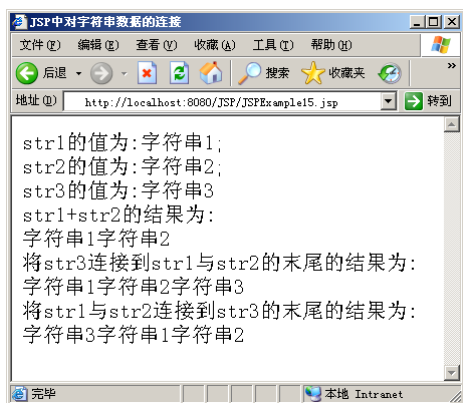 JSP中对字符串数据的连接
文件(F) 编辑(E) 查看(V) 收藏(A) 工具(T) 帮助(H)
后退 搜索 收藏夹 »
地址(D) http://localhost:8080/JSP/JSPExample15.jsp 转到
str1的值为:字符串1;
str2的值为:字符串2;
str3的值为:字符串3
str1+str2的结果为:
字符串1字符串2
将str3连接到str1与str2的末尾的结果为:
字符串1字符串2字符串3
将str1与str2连接到str3的末尾的结果为:
字符串3字符串1字符串2
完毕 本地 Intranet